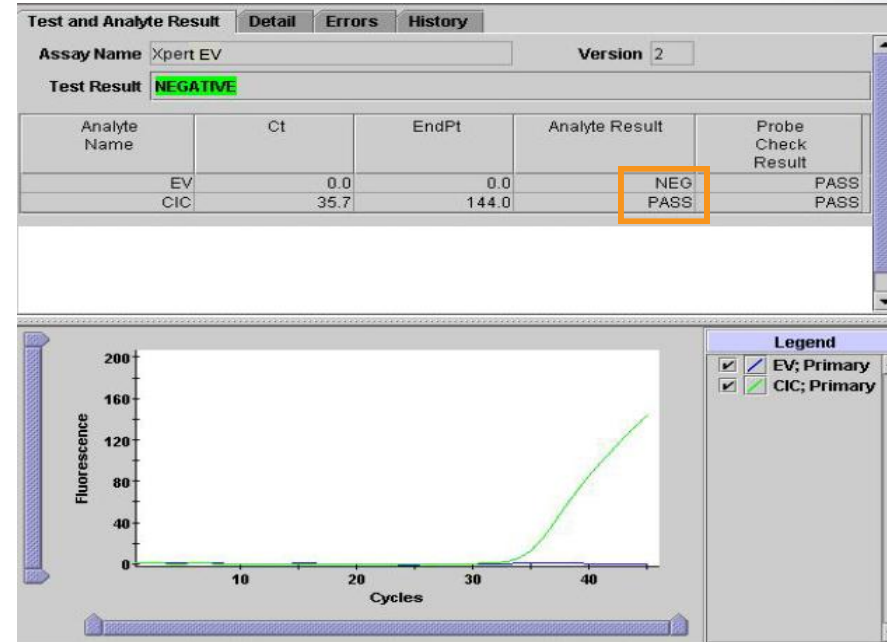 Test and Analyte Result Detail Errors History
Assay Name Xpert EV Version 2
Test Result NEGATIVE
Analyte Name Ct EndPt Analyte Result Probe Check Result
EV 0.0 0.0 NEG PASS
CIC 35.7 144.0 PASS PASS
Legend
EV; Primary
CIC; Primary
200
160
120
80
40
0
Fluorescence
10 20 30 40
Cycles